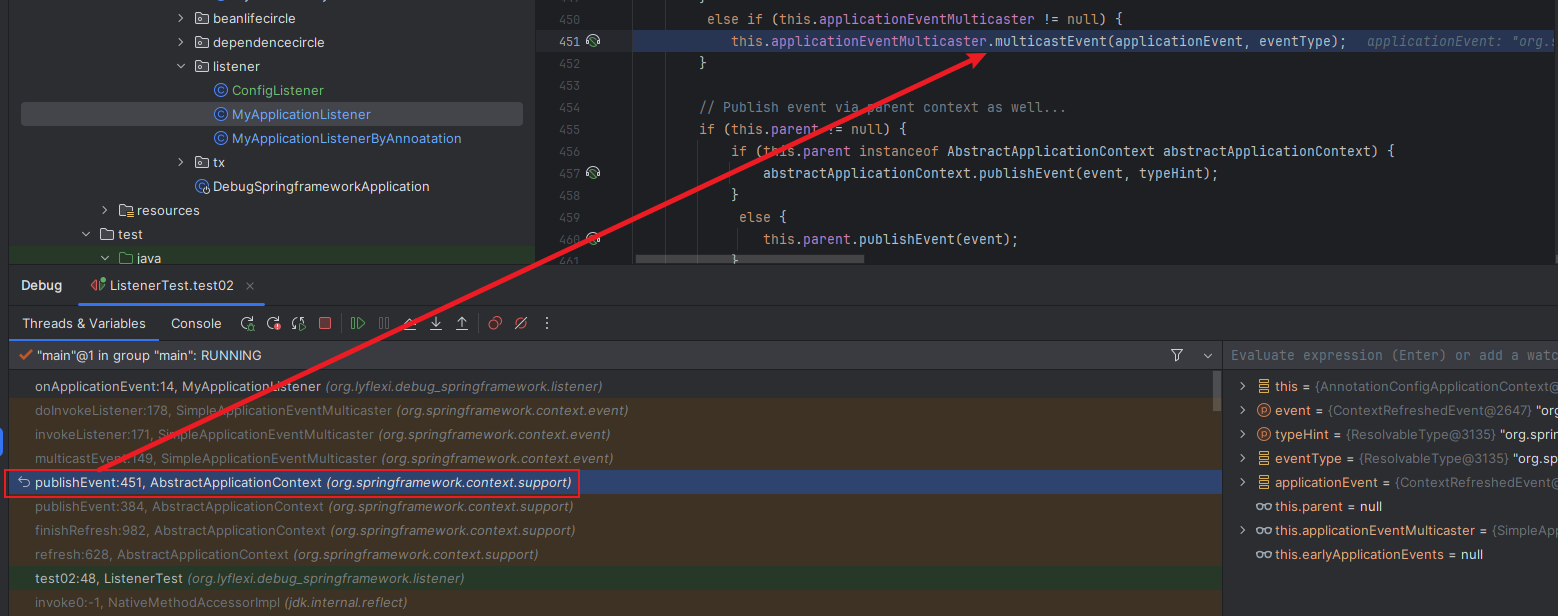 beanlifecircle
dependencecircle
listener
ConfigListener
MyApplicationListener
MyApplicationListenerByAnnoatation
tx
DebugSpringframeworkApplication
resources
test
java
450 else if (this.applicationEventMulticaster != null) {
451 this.applicationEventMulticaster.multicastEvent(applicationEvent, eventType); applicationEvent: "org.s
452 }
453
454 // Publish event via parent context as well...
455 if (this.parent != null) {
456 if (this.parent instanceof AbstractApplicationContext abstractApplicationContext) {
457 abstractApplicationContext.publishEvent(event, typeHint);
458 }
459 else {
460 this.parent.publishEvent(event);
461 }
Debug ListenerTest.test02
Threads & Variables Console
"main"@1 in group "main": RUNNING
onApplicationEvent:14, MyApplicationListener (org.lyflexi.debug_springframework.listener)
doInvokeListener:178, SimpleApplicationEventMulticaster (org.springframework.context.event)
invokeListener:171, SimpleApplicationEventMulticaster (org.springframework.context.event)
multicastEvent:149, SimpleApplicationEventMulticaster (org.springframework.context.event)
publishEvent:451, AbstractApplicationContext (org.springframework.context.support)
publishEvent:384, AbstractApplicationContext (org.springframework.context.support)
finishRefresh:982, AbstractApplicationContext (org.springframework.context.support)
refresh:628, AbstractApplicationContext (org.springframework.context.support)
test02:48, ListenerTest (org.lyflexi.debug_springframework.listener)
invoke0:-1, NativeMethodAccessorImpl (jdk.internal.reflect)
Evaluate expression (Enter) or add a watc
this = {AnnotationConfigApplicationContext@
event = {ContextRefreshedEvent@2647} "org
typeHint = {ResolvableType@3135} "org.sprin
eventType = {ResolvableType@3135} "org.sp
applicationEvent = {ContextRefreshedEvent@
this.parent = null
this.applicationEventMulticaster = {SimpleApp
this.earlyApplicationEvents = null